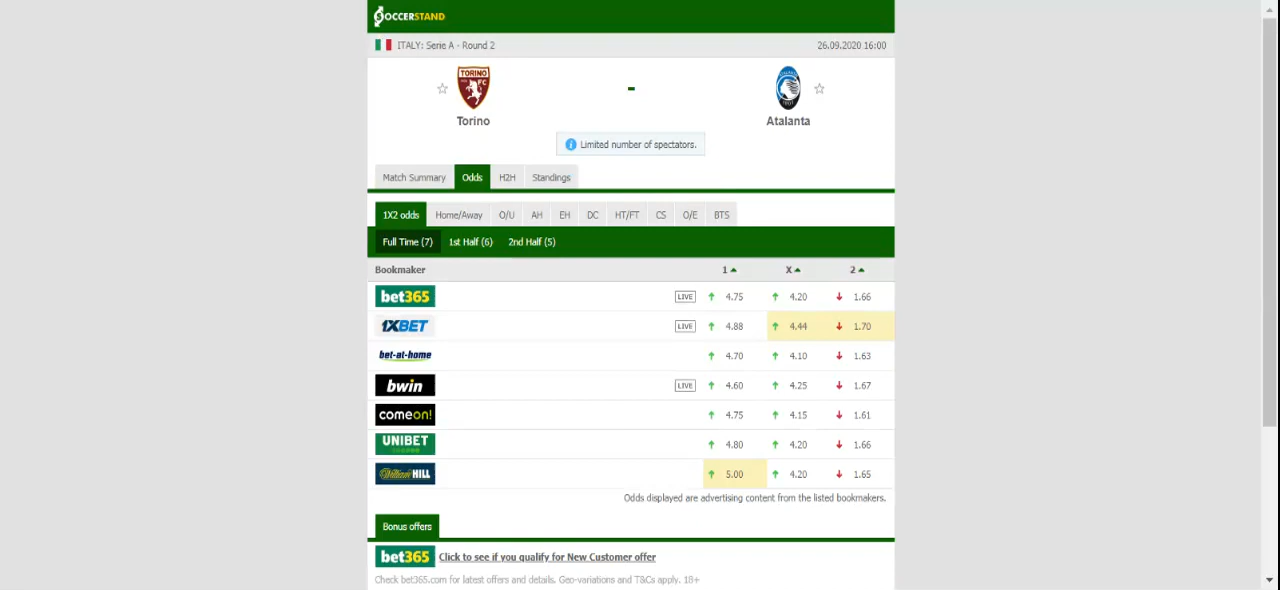 SOCCERSTAND
ITALY: Serie A - Round 2 26.09.2020 16:00
TORINO
FC
-
Torino Atalanta
Limited number of spectators.
Match Summary Odds H2H Standings
1X2 odds Home/Away O/U AH EH DC HT/FT CS O/E BTS
Full Time (7) 1st Half (6) 2nd Half (5)
Bookmaker 1 X 2
bet365 LIVE 4.75 4.20 1.66
1XBET LIVE 4.88 4.44 1.70
bet-at-home 4.70 4.10 1.63
bwin LIVE 4.60 4.25 1.67
comeon! 4.75 4.15 1.61
UNIBET 4.80 4.20 1.66
William HILL 5.00 4.20 1.65
Odds displayed are advertising content from the listed bookmakers.
Bonus offers
bet365 Click to see if you qualify for New Customer offer
Check bet365.com for latest offers and details. Geo-variations and T&Cs apply. 18+